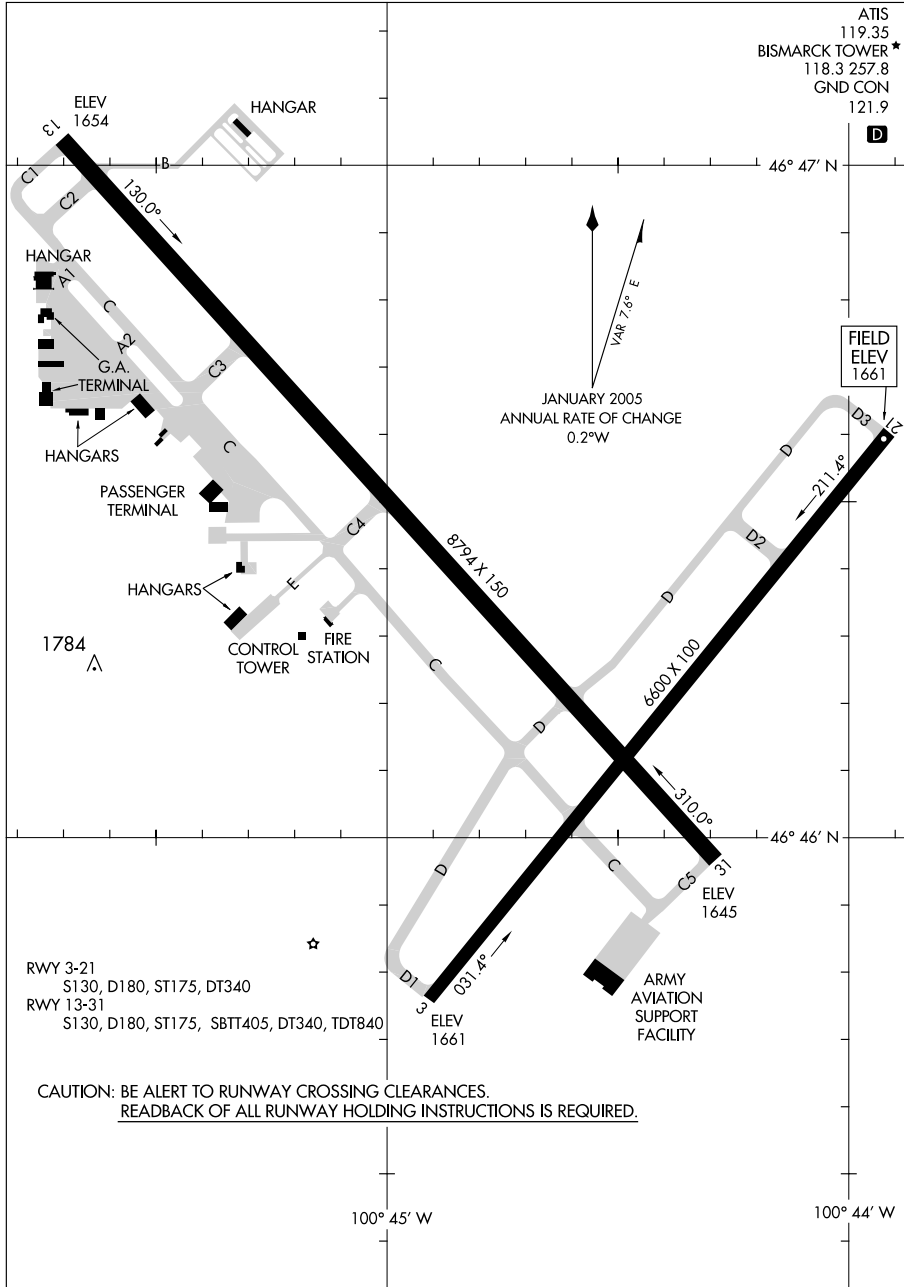 ATIS
119.35
BISMARCK TOWER
118.3 257.8
GND CON
121.9
D
ELEV
1654
13
HANGAR
B
46° 47' N
C1
C2
130.0°
HANGAR
A1
C
A2
G.A.
TERMINAL
C3
VAR 7.6° E
JANUARY 2005
ANNUAL RATE OF CHANGE
0.2°W
FIELD
ELEV
1661
D3
21
D
211.4°
HANGARS
C
PASSENGER
TERMINAL
C4
D2
8794 X 150
HANGARS
E
D
1784
CONTROL
TOWER
FIRE
STATION
C
6600 X 100
D
310.0°
46° 46' N
D
C
C5
31
ELEV
1645
RWY 3-21
S130, D180, ST175, DT340
RWY 13-31
S130, D180, ST175, SBTT405, DT340, TDT840
D1
031.4°
3
ELEV
1661
ARMY
AVIATION
SUPPORT
FACILITY
CAUTION: BE ALERT TO RUNWAY CROSSING CLEARANCES.
READBACK OF ALL RUNWAY HOLDING INSTRUCTIONS IS REQUIRED.
100° 45' W
100° 44' W